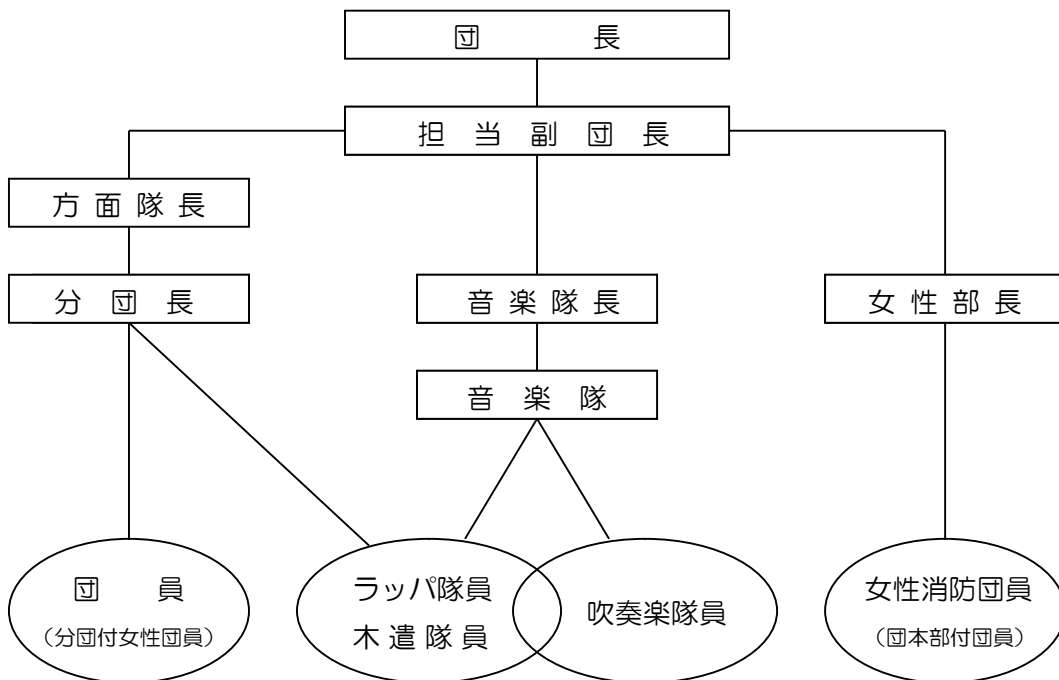 団長
担当副団長
方面隊長
分団長
音楽隊長
女性部長
音楽隊
団員
（分団付女性団員）
ラッパ隊員
木遣隊員
吹奏楽隊員
女性消防団員
（団本部付団員）